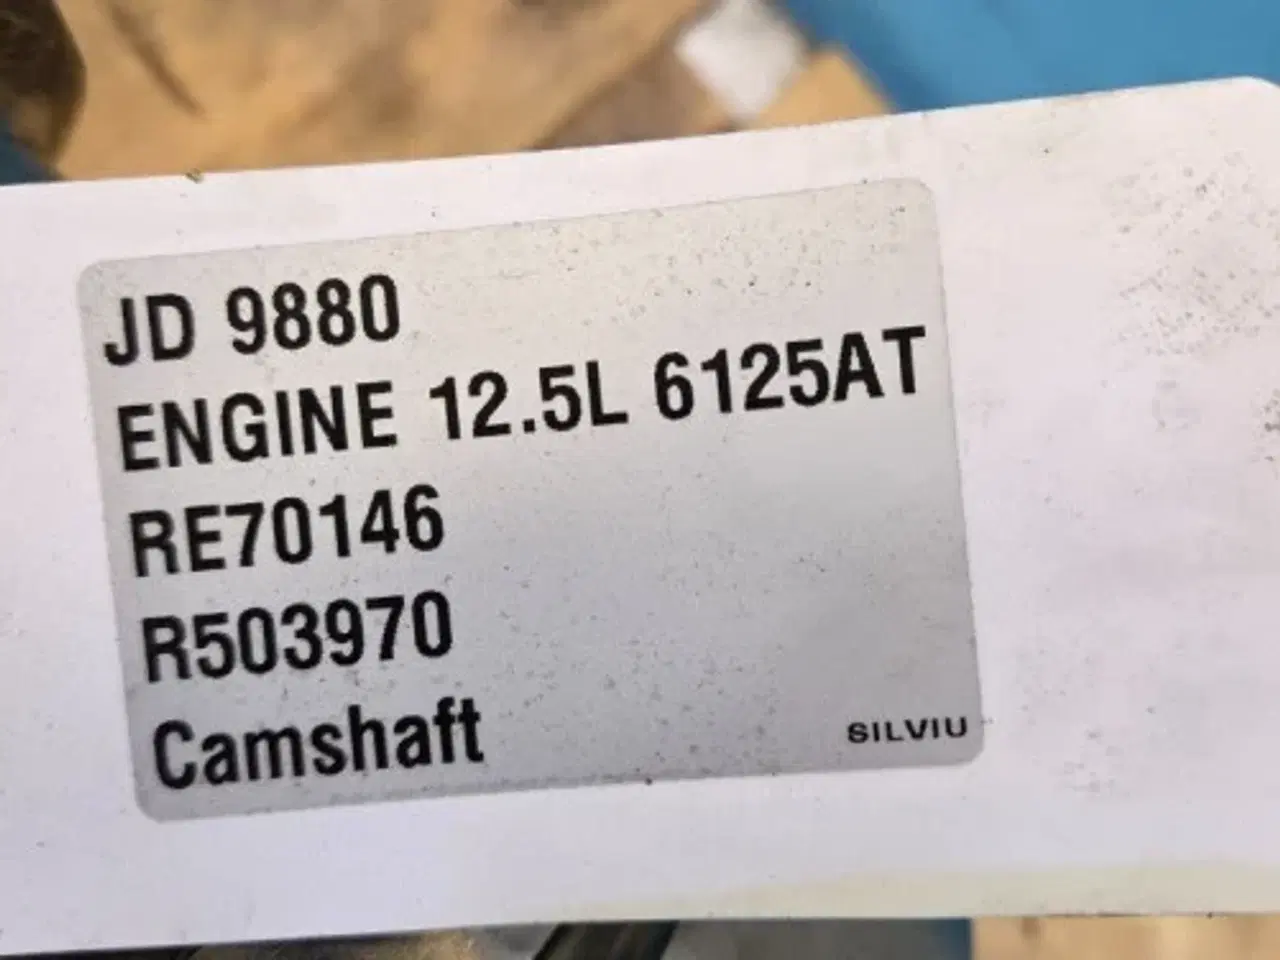 JD 9880
ENGINE 12.5L 6125AT
RE70146
R503970
Camshaft
SILVIU